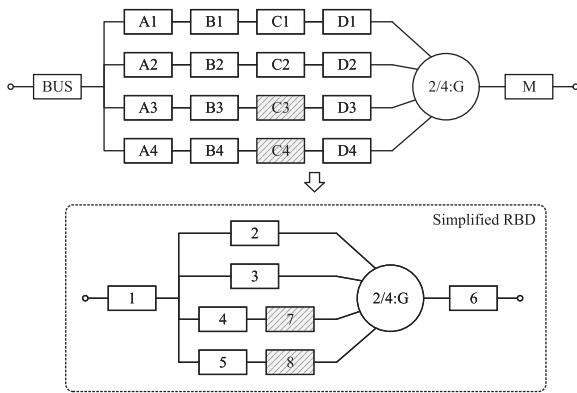 A1 B1 C1 D1
A2 B2 C2 D2
BUS 2/4:G M
A3 B3 C3 D3
A4 B4 C4 D4
Simplified RBD
2
3
1 2/4:G 6
4 7
5 8